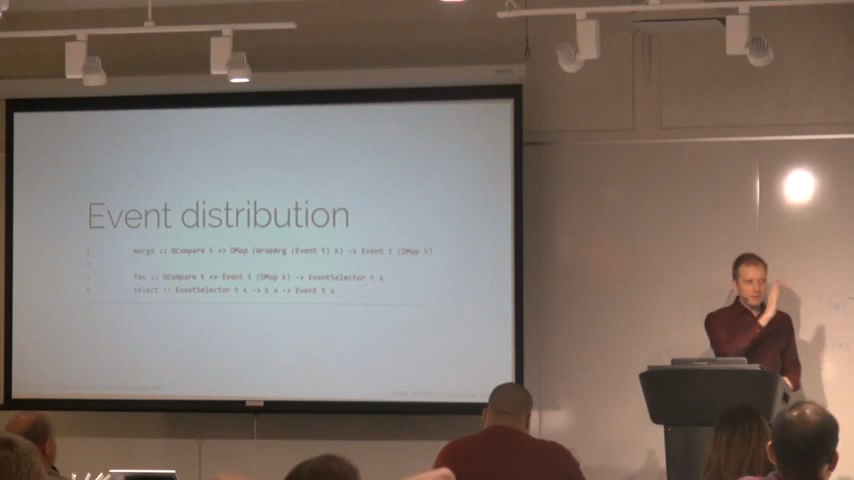 Event distribution
merge :: GCompare k => DMap (WrapArg (Event t) k) -> Event t (DMap k)
fan :: GCompare k => Event t (DMap k) -> EventSelector t k
select :: EventSelector t k -> k a -> Event t a